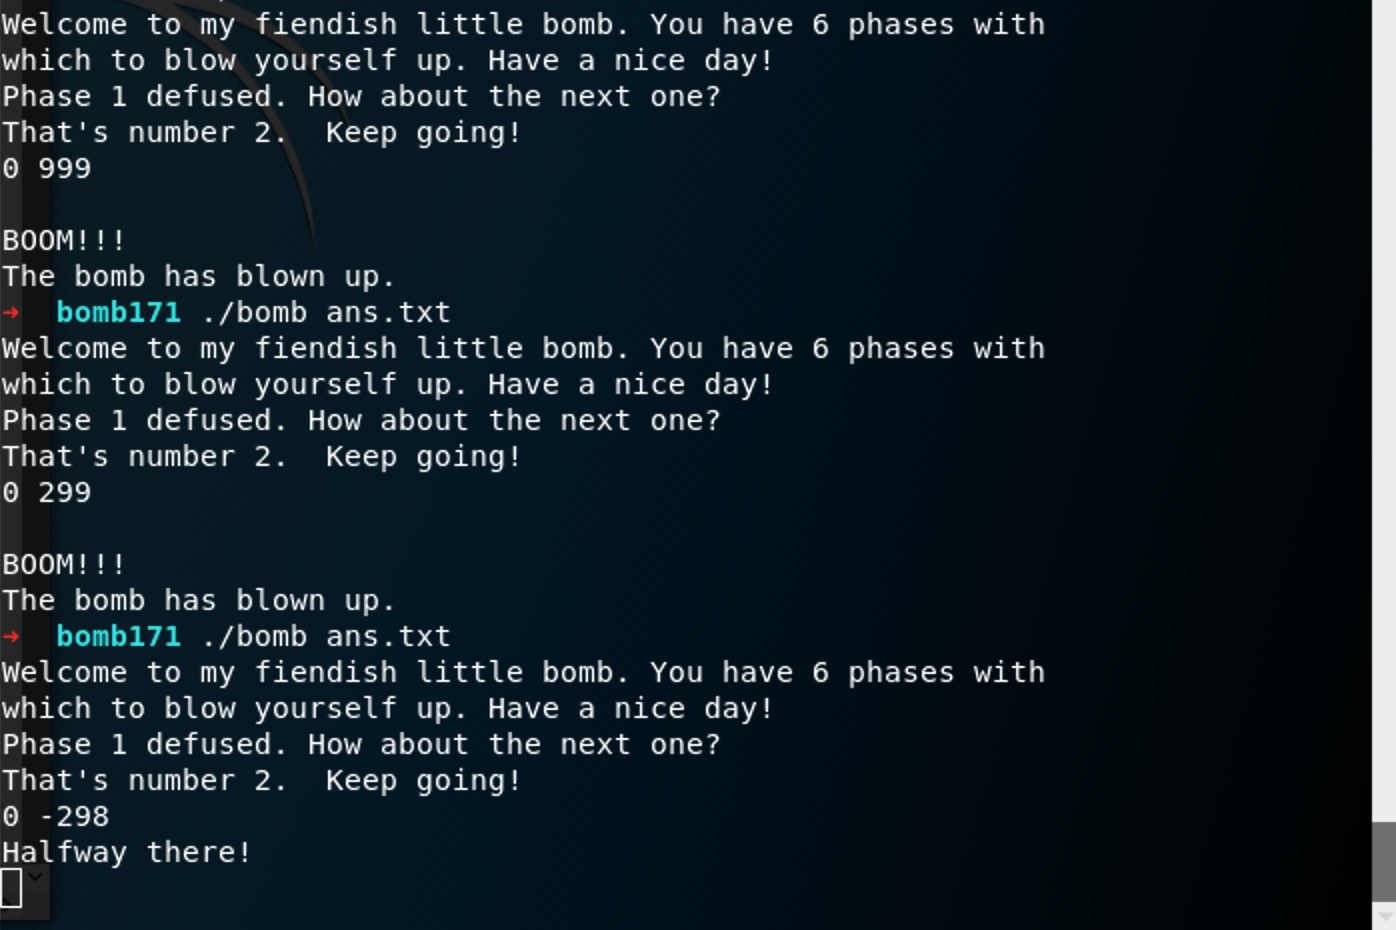 Welcome to my fiendish little bomb. You have 6 phases with
which to blow yourself up. Have a nice day!
Phase 1 defused. How about the next one?
That's number 2.  Keep going!
0 999

BOOM!!!
The bomb has blown up.
➜  bomb171 ./bomb ans.txt
Welcome to my fiendish little bomb. You have 6 phases with
which to blow yourself up. Have a nice day!
Phase 1 defused. How about the next one?
That's number 2.  Keep going!
0 299

BOOM!!!
The bomb has blown up.
➜  bomb171 ./bomb ans.txt
Welcome to my fiendish little bomb. You have 6 phases with
which to blow yourself up. Have a nice day!
Phase 1 defused. How about the next one?
That's number 2.  Keep going!
0 -298
Halfway there!